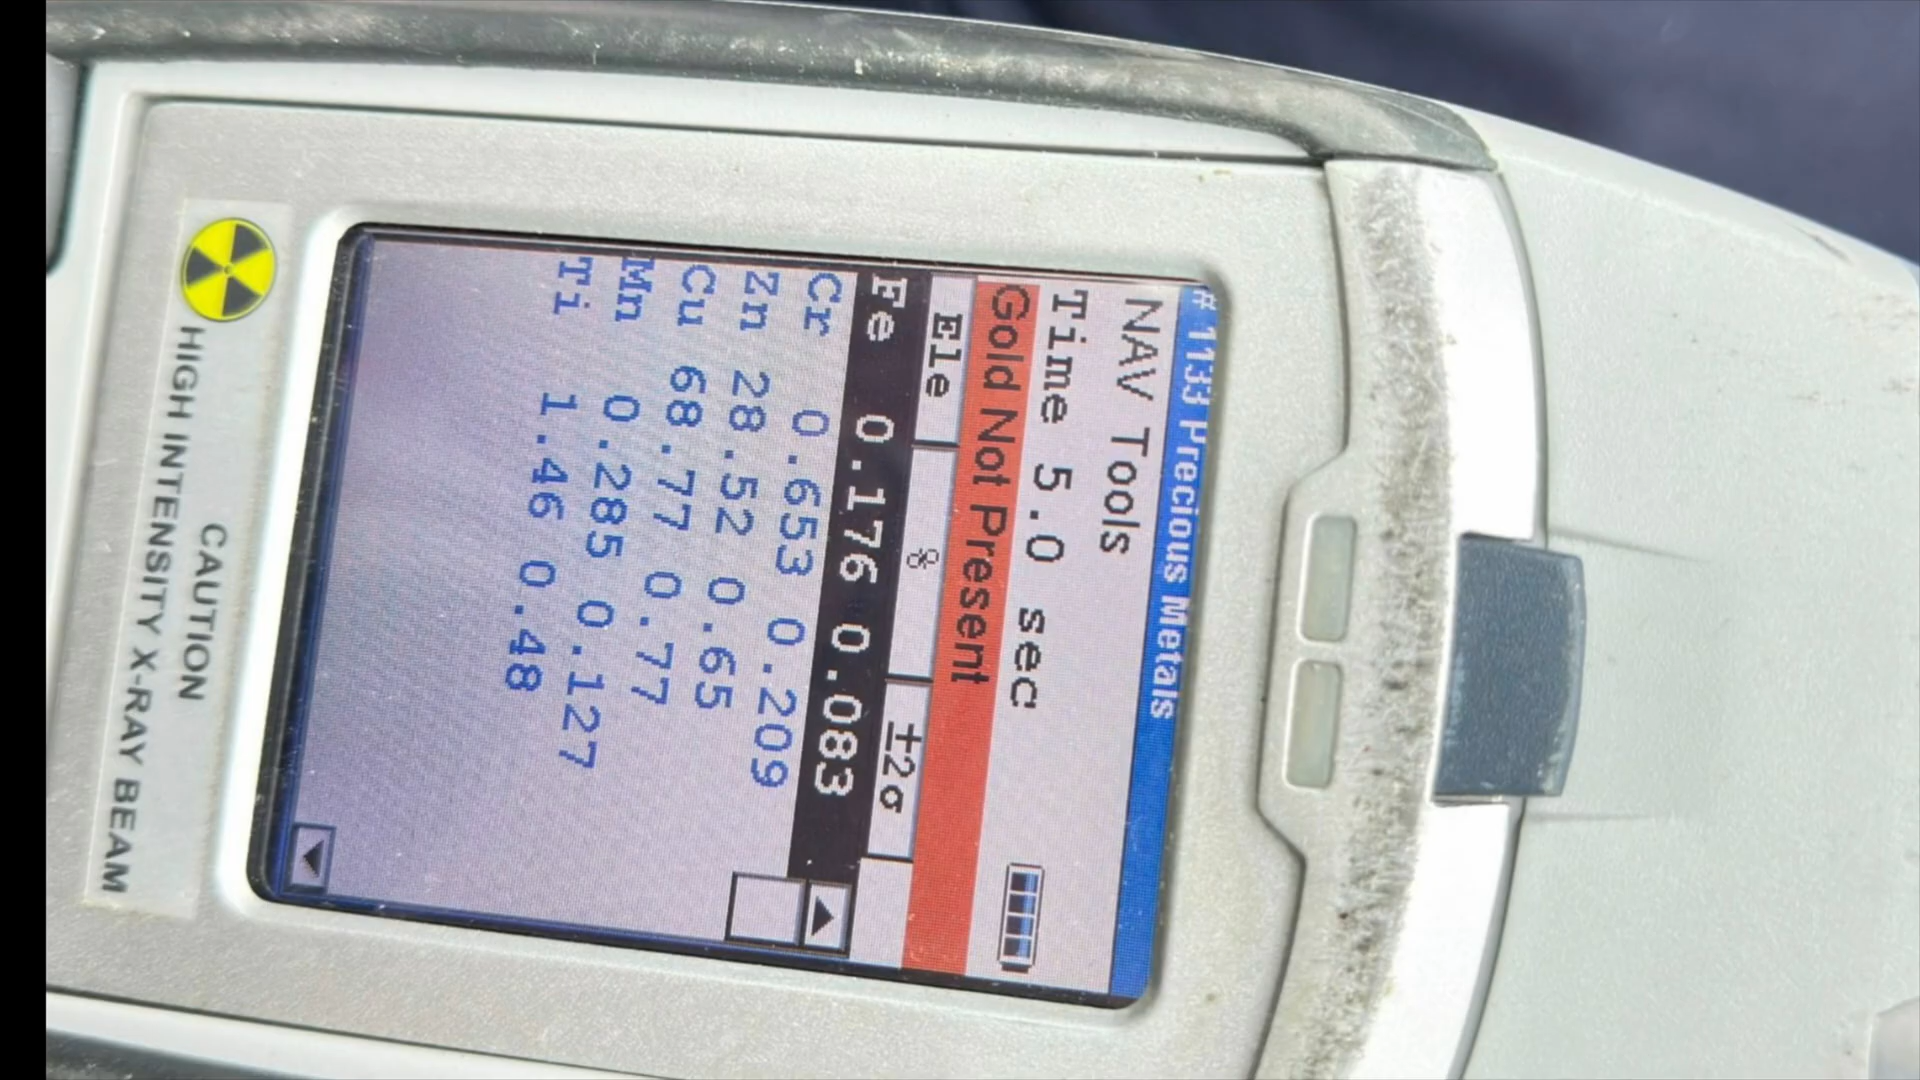 # 1133 Precious Metals
NAV Tools
Time 5.0 sec
Gold Not Present
Ele % ±2σ
Fe 0.176 0.083
Cr 0.653 0.209
Zn 28.52 0.65
Cu 68.77 0.77
Mn 0.285 0.127
Ti 1.46 0.48
CAUTION
HIGH INTENSITY X-RAY BEAM